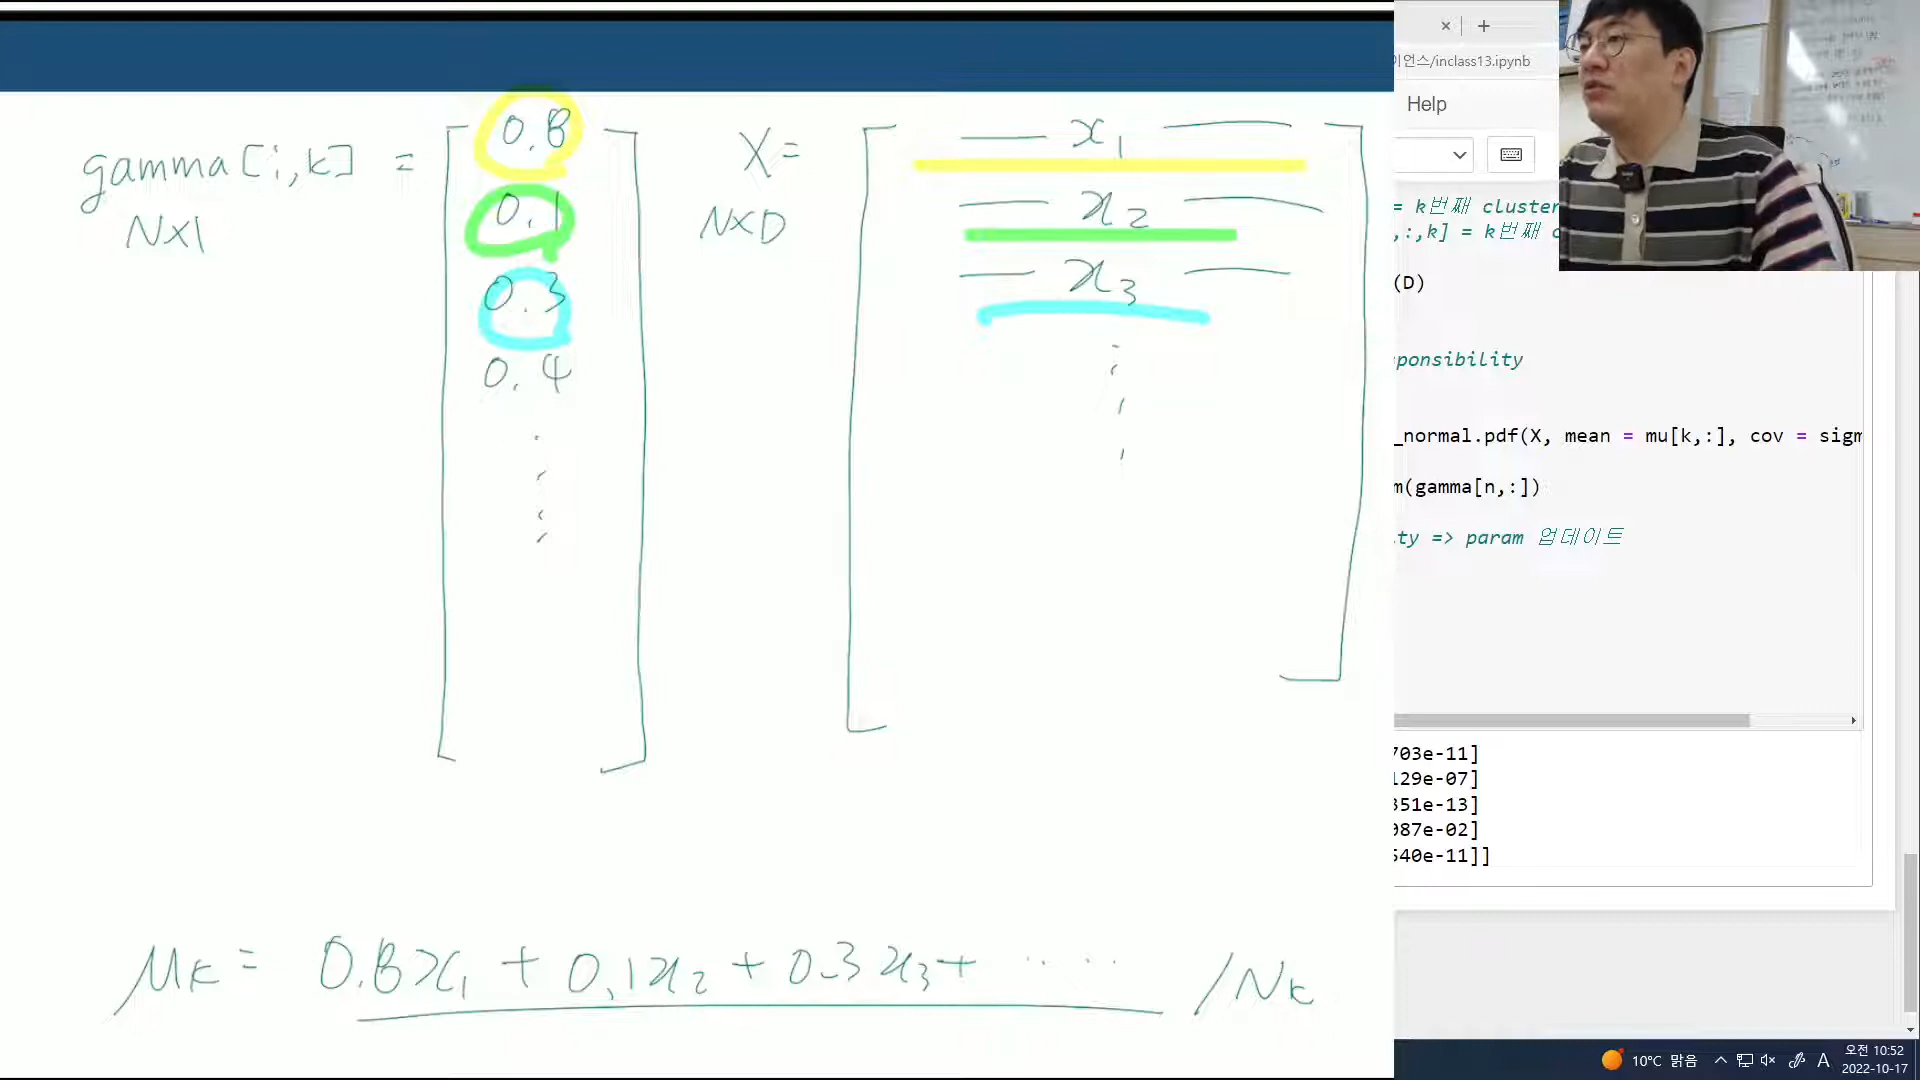 gamma[i,k] =
N×1
0.8
0.1
0.3
0.4
X =
N×D
x1
x2
x3
μk = 0.8x1 + 0.1x2 + 0.3x3 + ..... /Nk
이언스/inclass13.ipynb
Help
= k번째 cluster
,:,k] = k번째
(D)
ponsibility
_normal.pdf(X, mean = mu[k,:], cov = sigm
m(gamma[n,:])
ty => param 업데이트
703e-11]
129e-07]
351e-13]
087e-02]
540e-11]]
10°C 맑음
A
오전 10:52
2022-10-17